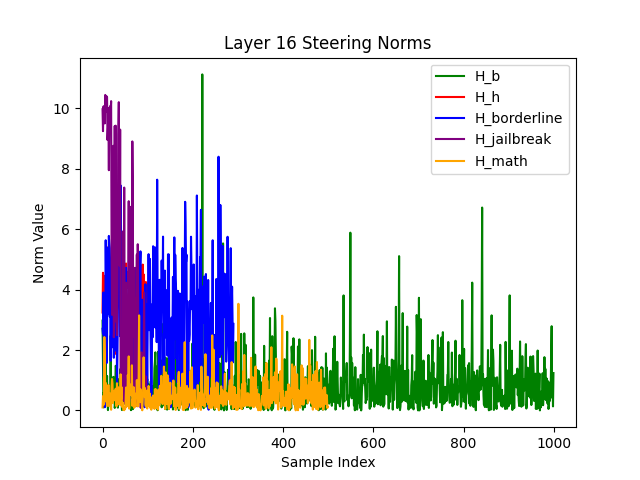 Layer 16 Steering Norms
H_b
H_h
H_borderline
H_jailbreak
H_math
Norm Value
10
8
6
4
2
0
0
200
400
600
800
1000
Sample Index